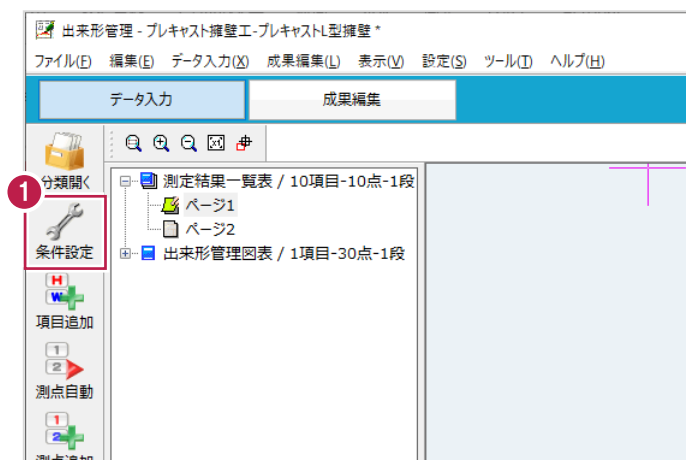 出来形管理 - プレキャスト擁壁工-プレキャストL型擁壁 *
ファイル(F) 編集(E) データ入力(X) 成果編集(L) 表示(V) 設定(S) ツール(T) ヘルプ(H)
データ入力 成果編集
分類開く
測定結果一覧表 / 10項目-10点-1段
1
ページ1
ページ2
条件設定
出来形管理図表 / 1項目-30点-1段
H
W
項目追加
1
2
測点自動
1
2
測点追加